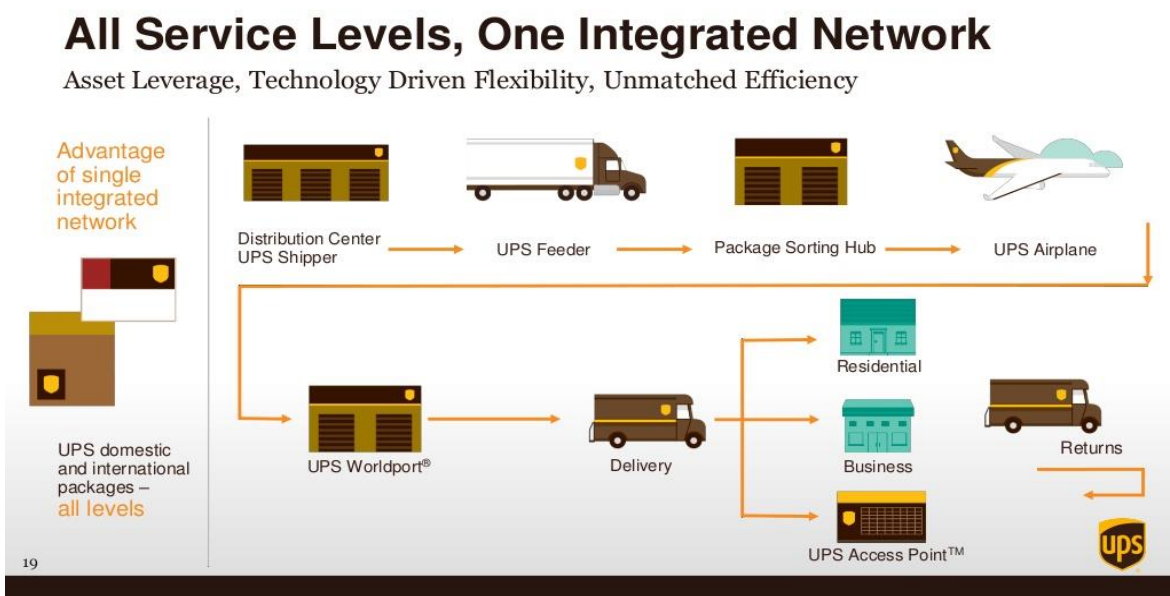 All Service Levels, One Integrated Network
Asset Leverage, Technology Driven Flexibility, Unmatched Efficiency
Advantage
of single
integrated
network
Distribution Center
UPS Shipper
UPS Feeder
Package Sorting Hub
UPS Airplane
Residential
UPS Worldport®
Delivery
Business
Returns
UPS Access Point™
UPS domestic
and international
packages –
all levels
ups
19